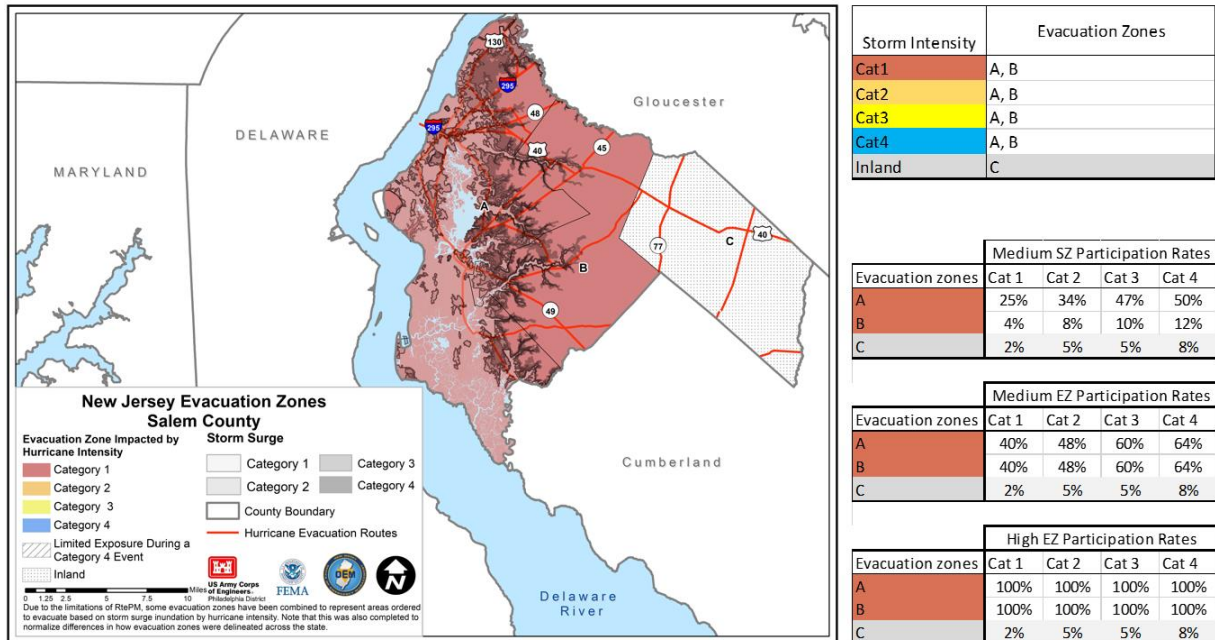 130
295
Gloucester
48
DELAWARE
295
40
45
MARYLAND
A
C
40
77
B
49
New Jersey Evacuation Zones
Salem County
Evacuation Zone Impacted by
Hurricane Intensity
Category 1
Category 2
Category 3
Category 4
Limited Exposure During a
Category 4 Event
Inland
Storm Surge
Category 1
Category 3
Category 2
Category 4
County Boundary
Hurricane Evacuation Routes
Cumberland
0 1.25 2.5 5 7.5 10 Miles
US Army Corps
of Engineers
Philadelphia District
FEMA
OEM
N
Due to the limitations of RtePM, some evacuation zones have been combined to represent areas ordered
to evacuate based on storm surge inundation by hurricane intensity. Note that this was also completed to
normalize differences in how evacuation zones were delineated across the state.
Delaware
River
Storm Intensity Evacuation Zones
Cat1 A, B
Cat2 A, B
Cat3 A, B
Cat4 A, B
Inland C
Medium SZ Participation Rates
Evacuation zones Cat 1 Cat 2 Cat 3 Cat 4
A 25% 34% 47% 50%
B 4% 8% 10% 12%
C 2% 5% 5% 8%
Medium EZ Participation Rates
Evacuation zones Cat 1 Cat 2 Cat 3 Cat 4
A 40% 48% 60% 64%
B 40% 48% 60% 64%
C 2% 5% 5% 8%
High EZ Participation Rates
Evacuation zones Cat 1 Cat 2 Cat 3 Cat 4
A 100% 100% 100% 100%
B 100% 100% 100% 100%
C 2% 5% 5% 8%